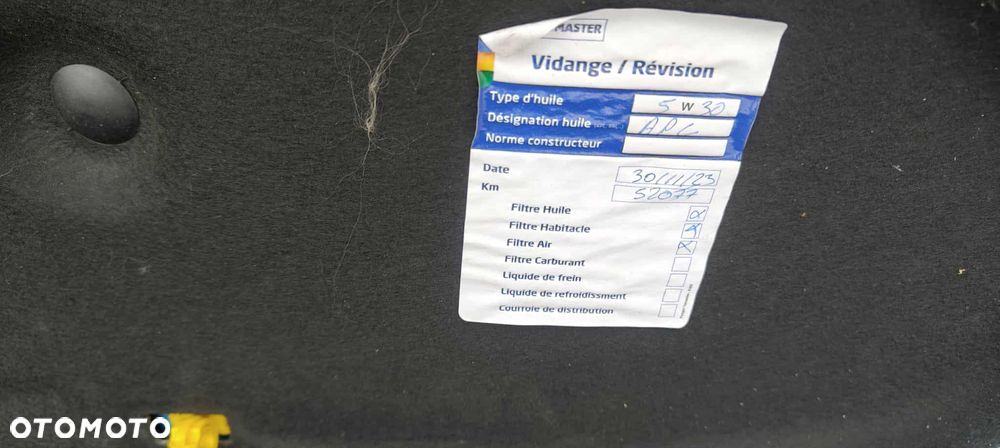 MASTER
Vidange / Révision
Type d'huile 5 W 30
Désignation huile
Norme constructeur
Date 30/11/23
Km 52077
Filtre Huile
Filtre Habitacle
Filtre Air
Filtre Carburant
Liquide de frein
Liquide de refroidissment
Courroie de distribution
OTOMOTO